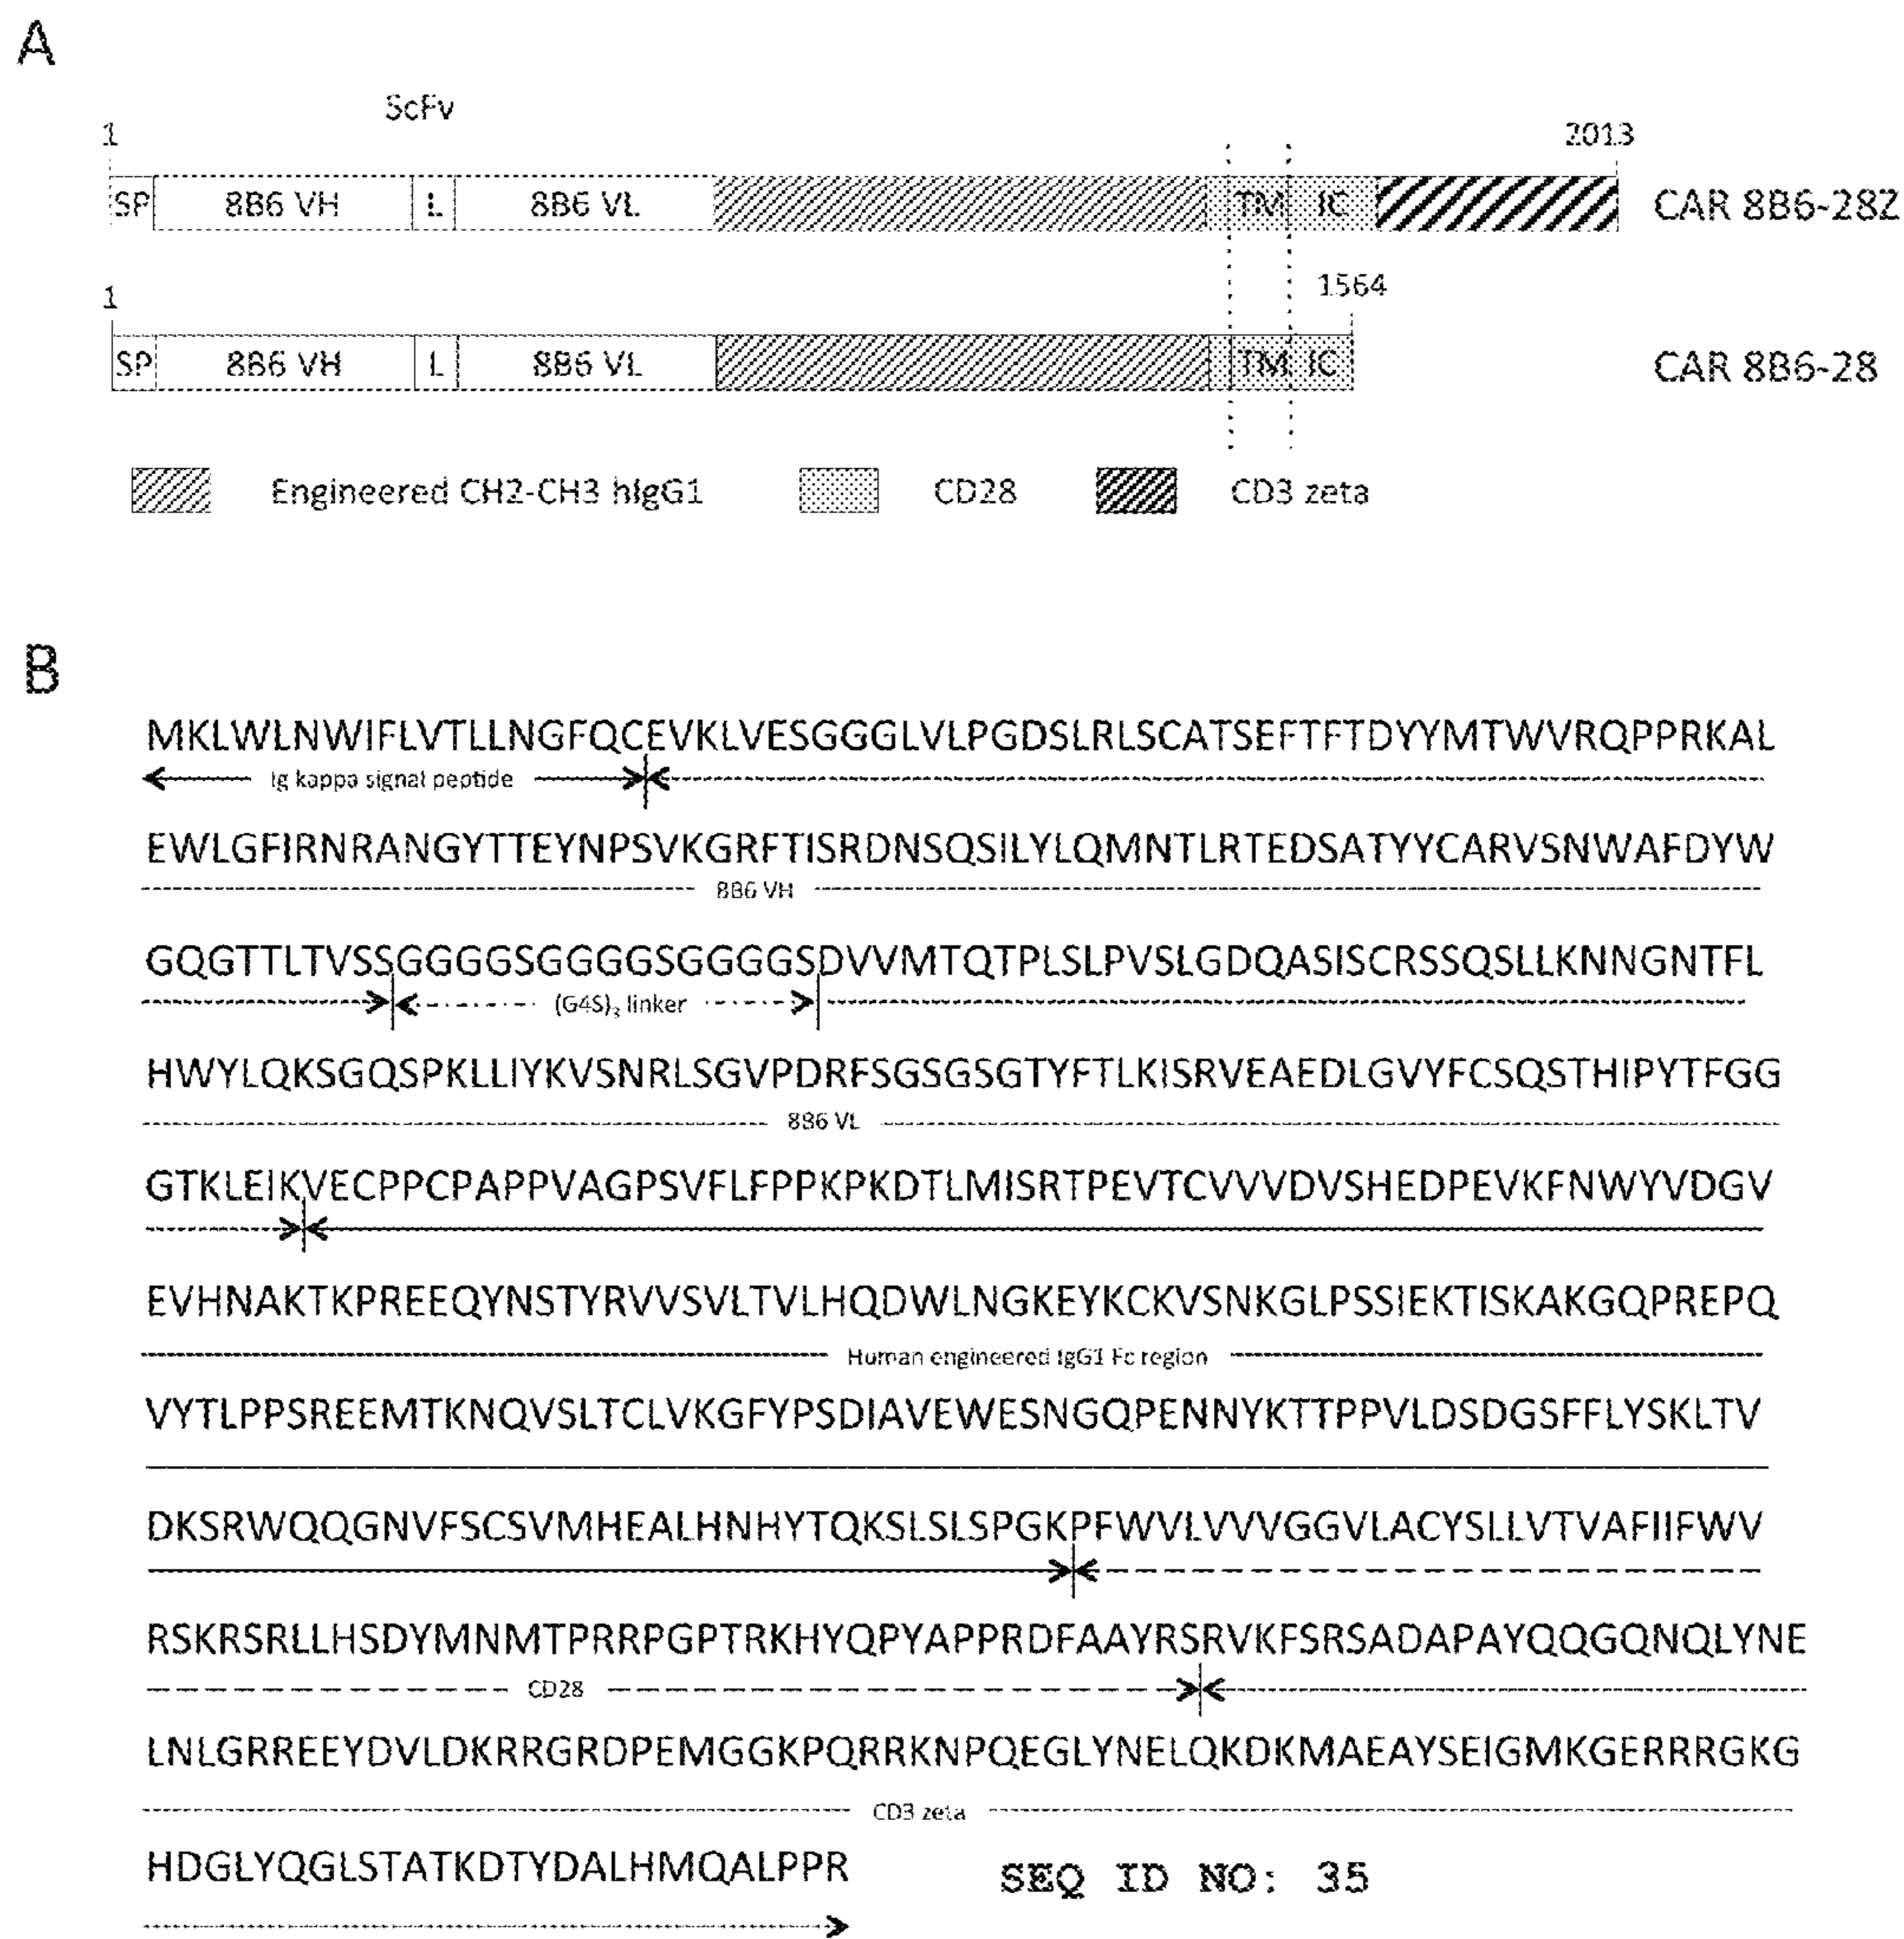 A
ScFv
1
2013
SP 8B6 VH L 8B6 VL TM IC CAR 8B6-28Z
1
1564
SP 8B6 VH L 8B6 VL TM IC CAR 8B6-28
Engineered CH2-CH3 hIgG1 CD28 CD3 zeta
B
MKLWLNWIFLVTLLNGFQCEVKLVESGGGLVLPGDSLRLSCATSEFTFTDYYMTWVRQPPRKAL
Ig kappa signal peptide
EWLGFIRNRANGYTTEYNPSVKGRFTISRDNSQSILYLQMNTLRTEDSATYYCARVSNWAFDYW
8B6 VH
GQGTTLTVSSGGGGSGGGGSGGGGSDVVMTQTPLSLPVSLGDQASISCRSSQSLLKNNGNTFL
(G4S)3 linker
HWYLQKSGQSPKLLIYKVSNRLSGVPDRFSGSGSGTYFTLKISRVEAEDLGVYFCSQSTHIPYTFGG
8B6 VL
GTKLEIKVECPPCPAPPVAGPSVFLFPPKPKDTLMISRTPEVTCVVVDVSHEDPEVKFNWYVDGV
EVHNAKTKPREEQYNSTYRVVSVLTVLHQDWLNGKEYKCKVSNKGLPSSIEKTISKAKGQPREPQ
Human engineered IgG1 Fc region
VYTLPPSREEMTKNQVSLTCLVKGFYPSDIAVEWESNGQPENNYKTTPPVLDSDGSFFLYSKLTV
DKSRWQQGNVFSCSVMHEALHNHYTQKSLSLSPGKPFWVLVVVGGVLACYSLLVTVAFIIFWV
RSKRSRLLHSDYMNMTPRRPGPTRKHYQPYAPPRDFAAYRSRVKFSRSADAPAYQQGQNQLYNE
CD28
LNLGRREEYDVLDKRRGRDPEMGGKPQRRKNPQEGLYNELQKDKMAEAYSEIGMKGERRRGKG
CD3 zeta
HDGLYQGLSTATKDTYDALHMQALPPR SEQ ID NO: 35